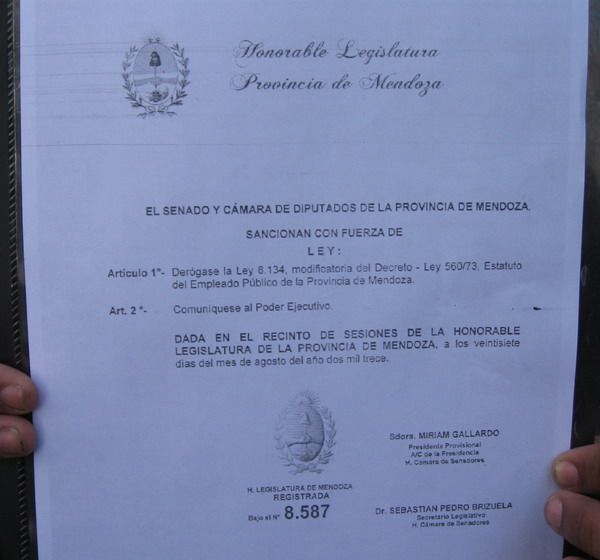 Honorable Legislatura
Provincia de Mendoza
EL SENADO Y CÁMARA DE DIPUTADOS DE LA PROVINCIA DE MENDOZA,
SANCIONAN CON FUERZA DE
L E Y :
Artículo 1°- Derógase la Ley 8.134, modificatoria del Decreto - Ley 560/73, Estatuto
del Empleado Público de la Provincia de Mendoza.
Art. 2 °- Comuníquese al Poder Ejecutivo.
DADA EN EL RECINTO DE SESIONES DE LA HONORABLE
LEGISLATURA DE LA PROVINCIA DE MENDOZA, a los veintisiete
días del mes de agosto del año dos mil trece.
Sdora. MIRIAM GALLARDO
Presidente Provisional
A/C de la Presidencia
H. Cámara de Senadores
H. LEGISLATURA DE MENDOZA
REGISTRADA
Bajo el N° 8.587
Dr. SEBASTIAN PEDRO BRIZUELA
Secretario Legislativo
H. Cámara de Senadores